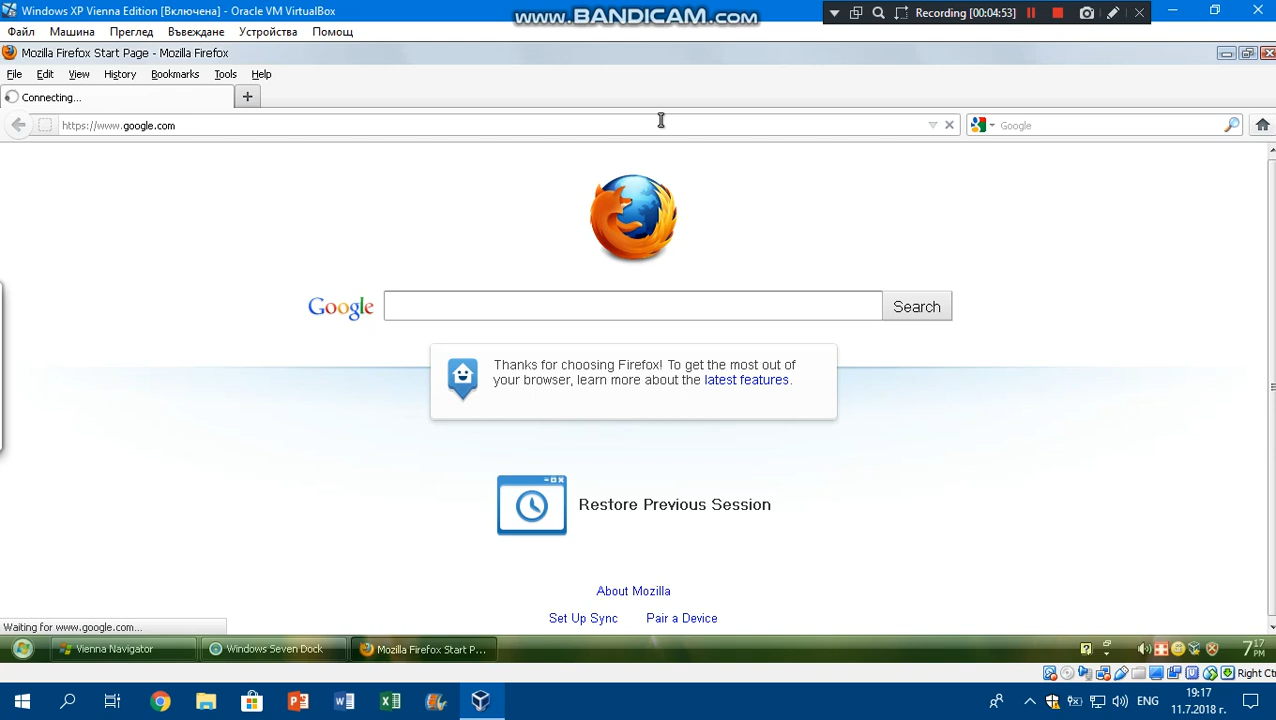 Windows XP Vienna Edition [Включена] - Oracle VM VirtualBox
www.BANDICAM.com
Recording [00:04:53]
Файл Машина Преглед Въвеждане Устройства Помощ
Mozilla Firefox Start Page - Mozilla Firefox
File Edit View History Bookmarks Tools Help
Connecting...
https://www.google.com
Google
Google
Search
Thanks for choosing Firefox! To get the most out of
your browser, learn more about the latest features.
Restore Previous Session
About Mozilla
Set Up Sync Pair a Device
Waiting for www.google.com...
Vienna Navigator
Windows Seven Dock
Mozilla Firefox Start P...
7:17
PM
Right Ct
ENG
19:17
11.7.2018 г.